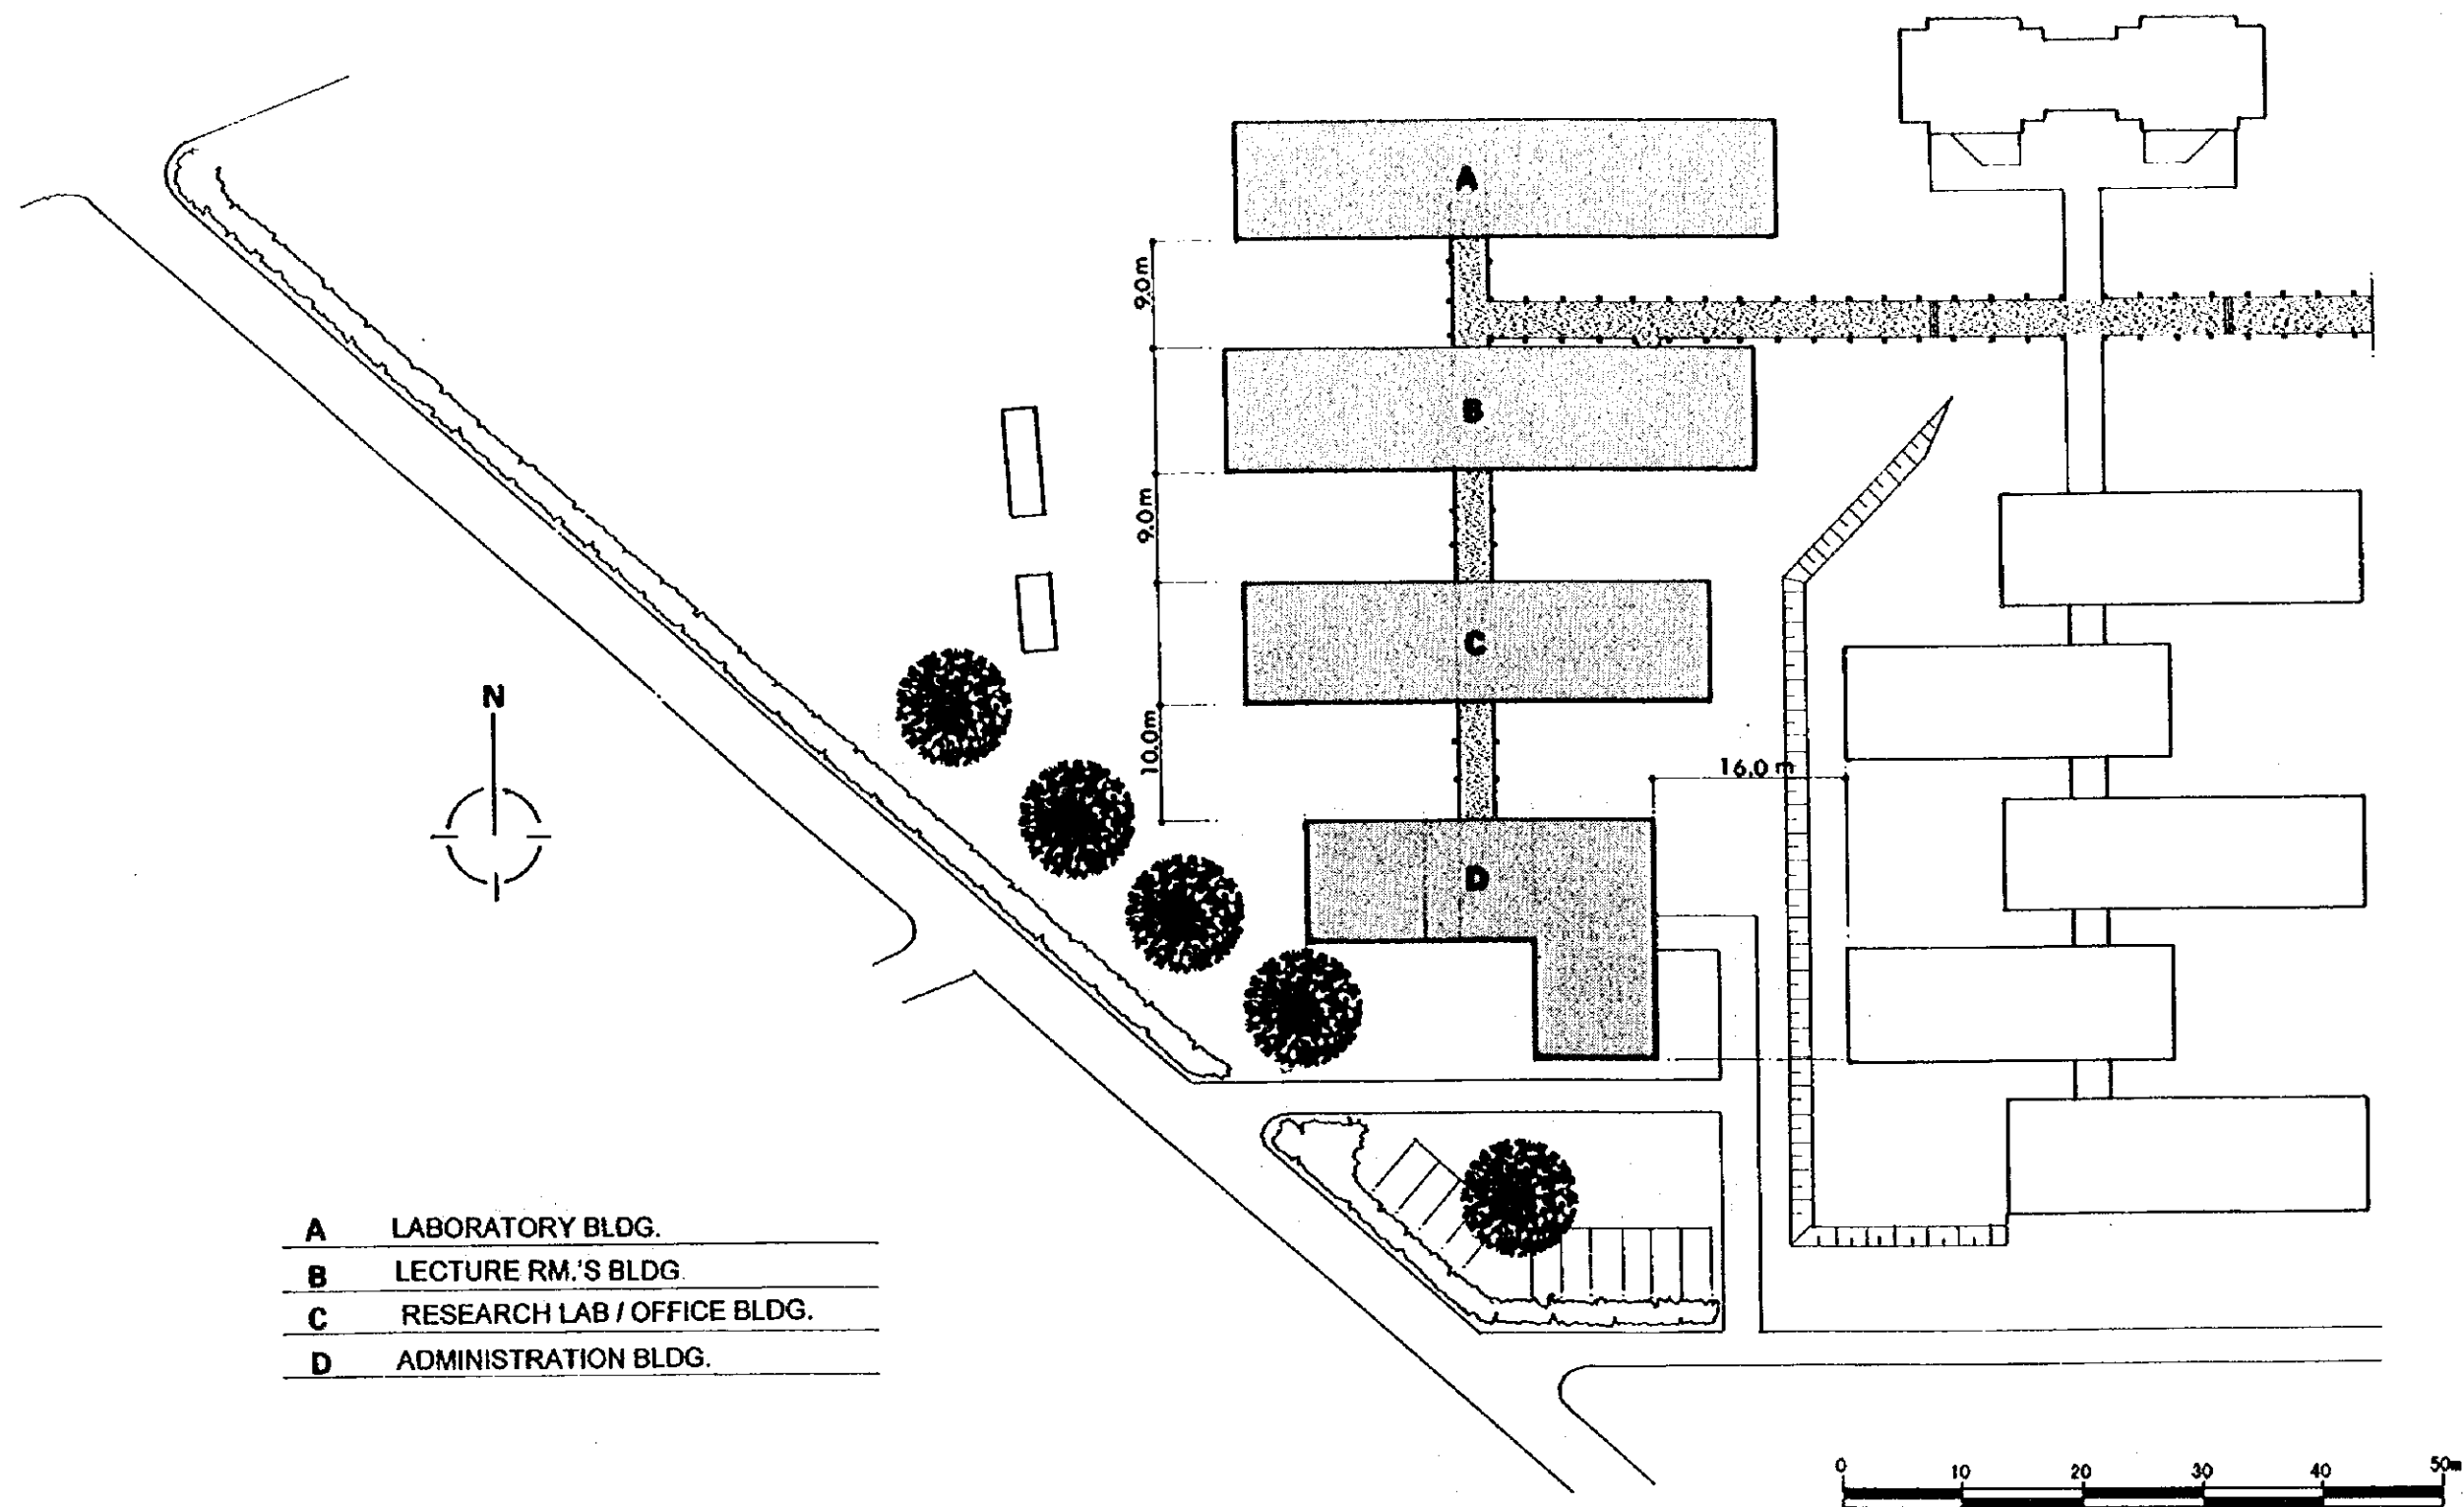 A
9.0m
B
9.0m
C
10.0m
16.0 m
D
N
A LABORATORY BLDG.
B LECTURE RM.'S BLDG.
C RESEARCH LAB / OFFICE BLDG.
D ADMINISTRATION BLDG.
0 10 20 30 40 50m